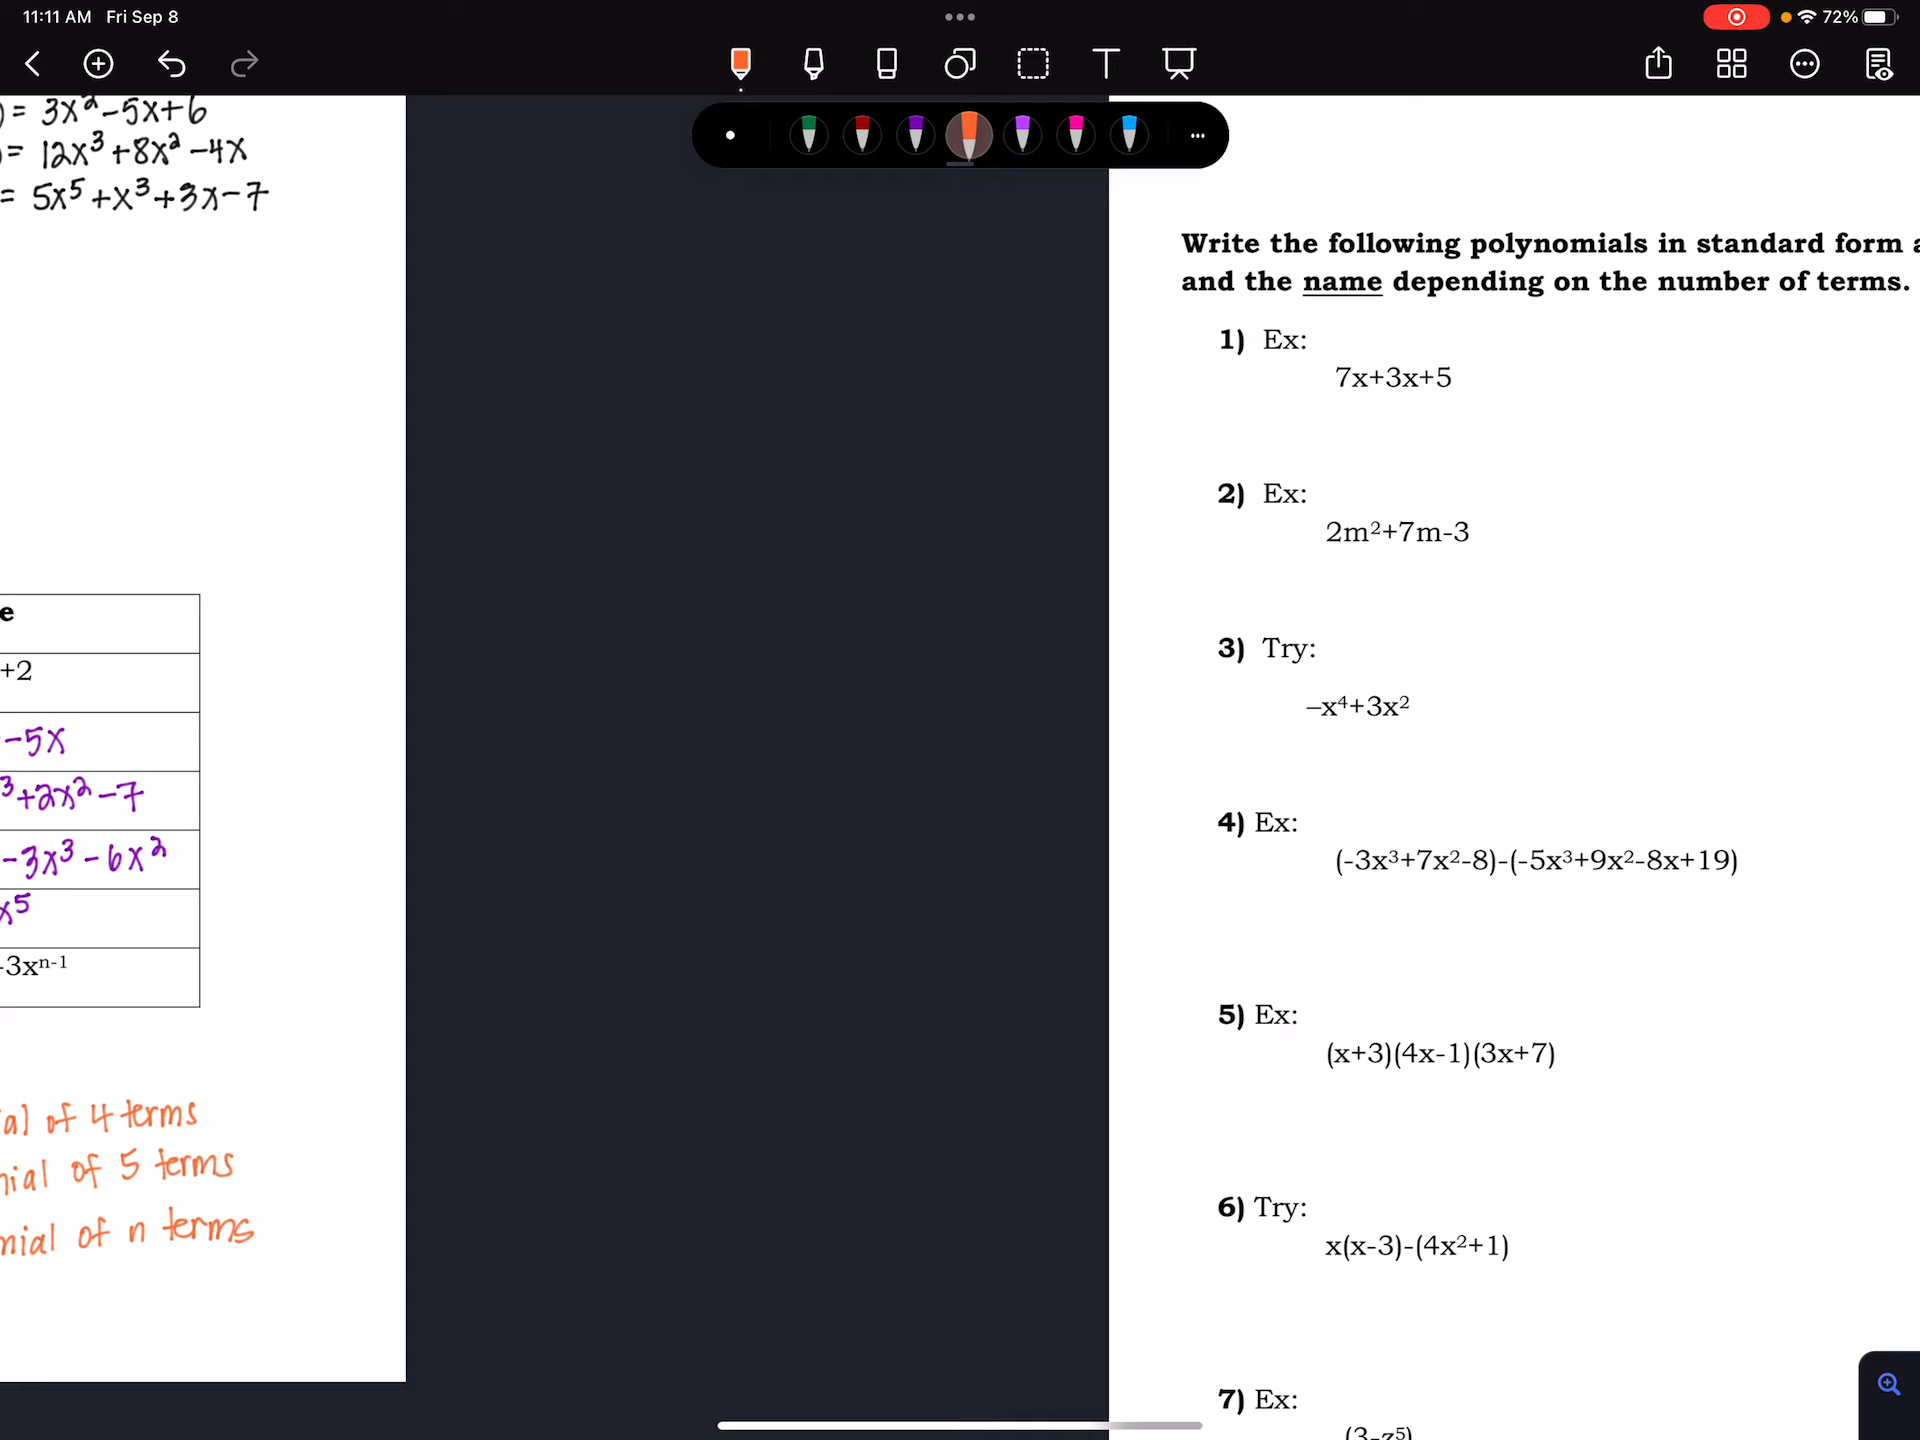 11:11 AM Fri Sep 8
72%
) = 3x²-5x+6
)= 12x³+8x²-4x
= 5x⁵+x³+3x-7
e
+2
-5x
³+2x²-7
-3x³-6x²
x⁵
-3xⁿ⁻¹
al of 4 terms
nial of 5 terms
mial of n terms
Write the following polynomials in standard form a
and the name depending on the number of terms.
1) Ex:
7x+3x+5
2) Ex:
2m²+7m-3
3) Try:
–x⁴+3x²
4) Ex:
(-3x³+7x²-8)-(-5x³+9x²-8x+19)
5) Ex:
(x+3)(4x-1)(3x+7)
6) Try:
x(x-3)-(4x²+1)
7) Ex:
(3-z⁵)